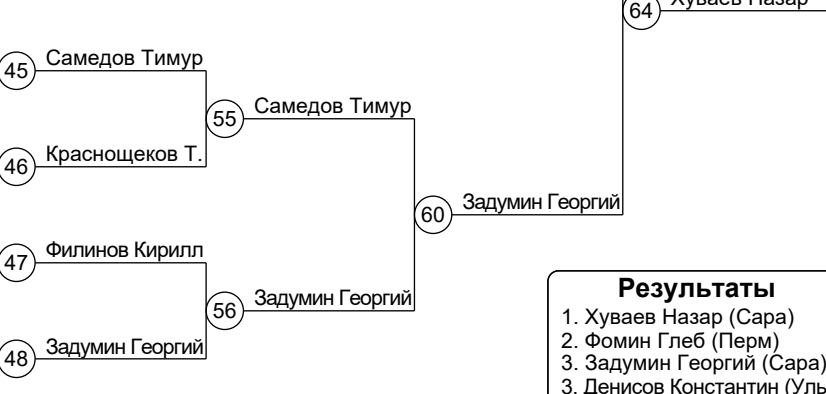 64 Хуваев Назар
45 Самедов Тимур
55 Самедов Тимур
46 Краснощеков Т.
60 Задумин Георгий
47 Филинов Кирилл
56 Задумин Георгий
48 Задумин Георгий
Результаты
1. Хуваев Назар (Сара)
2. Фомин Глеб (Перм)
3. Задумин Георгий (Сара)
3. Денисов Константин (Уль